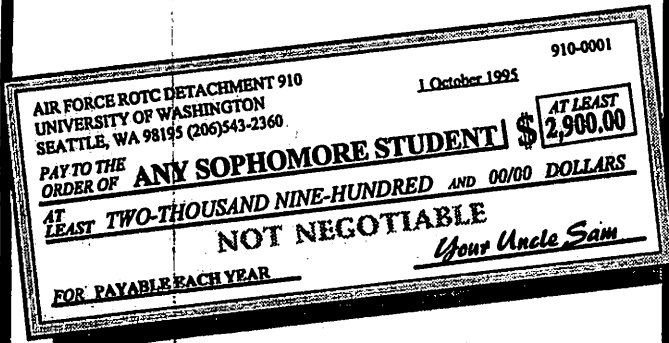 910-0001
AIR FORCE ROTC DETACHMENT 910
1 October 1995
UNIVERSITY OF WASHINGTON
SEATTLE, WA 98195 (206)543-2360
PAY TO THE ORDER OF ANY SOPHOMORE STUDENT $ AT LEAST 2,900.00
AT LEAST TWO-THOUSAND NINE-HUNDRED AND 00/00 DOLLARS
NOT NEGOTIABLE
Your Uncle Sam
FOR PAYABLE EACH YEAR